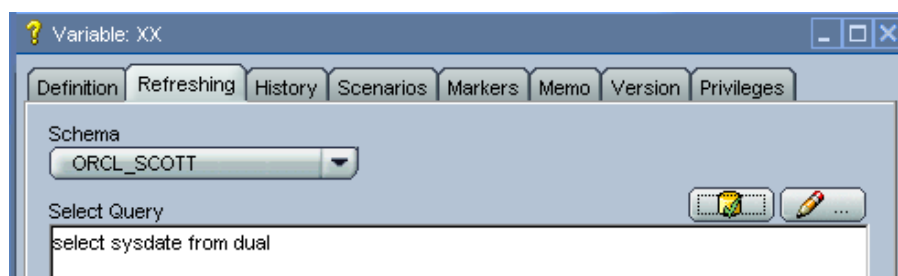 Variable: XX
Definition Refreshing History Scenarios Markers Memo Version Privileges
Schema
ORCL_SCOTT
Select Query
...
select sysdate from dual